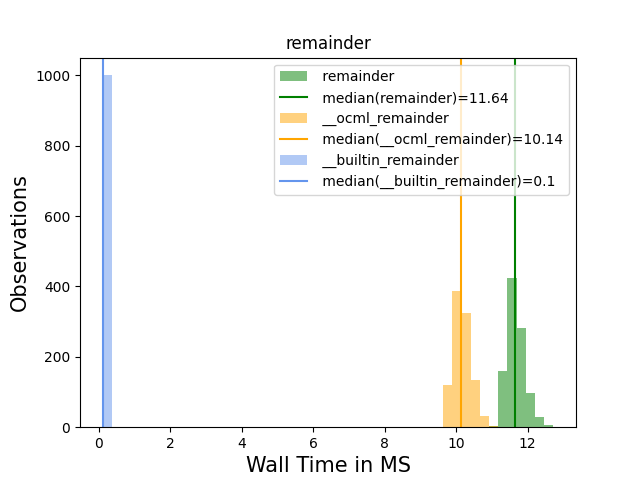 remainder
1000
800
600
400
200
0
Observations
remainder
median(remainder)=11.64
__ocml_remainder
median(__ocml_remainder)=10.14
__builtin_remainder
median(__builtin_remainder)=0.1
0 2 4 6 8 10 12
Wall Time in MS